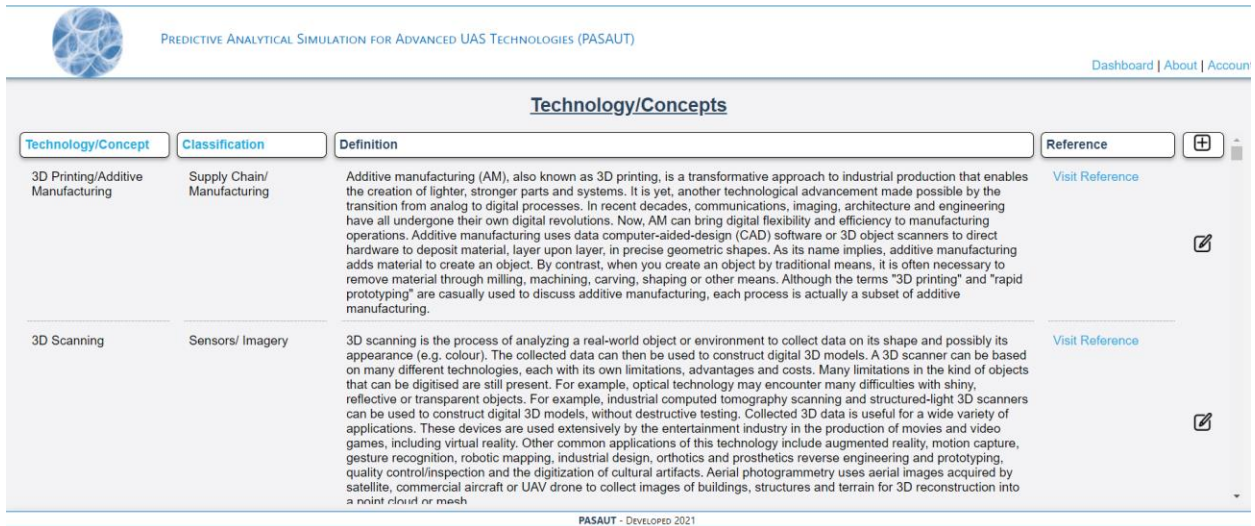 PREDICTIVE ANALYTICAL SIMULATION FOR ADVANCED UAS TECHNOLOGIES (PASAUT)
Dashboard | About | Account
Technology/Concepts
Technology/Concept Classification Definition Reference
3D Printing/Additive Manufacturing
Supply Chain/ Manufacturing
Additive manufacturing (AM), also known as 3D printing, is a transformative approach to industrial production that enables
the creation of lighter, stronger parts and systems. It is yet, another technological advancement made possible by the
transition from analog to digital processes. In recent decades, communications, imaging, architecture and engineering
have all undergone their own digital revolutions. Now, AM can bring digital flexibility and efficiency to manufacturing
operations. Additive manufacturing uses data computer-aided-design (CAD) software or 3D object scanners to direct
hardware to deposit material, layer upon layer, in precise geometric shapes. As its name implies, additive manufacturing
adds material to create an object. By contrast, when you create an object by traditional means, it is often necessary to
remove material through milling, machining, carving, shaping or other means. Although the terms "3D printing" and "rapid
prototyping" are casually used to discuss additive manufacturing, each process is actually a subset of additive
manufacturing.
Visit Reference
3D Scanning
Sensors/ Imagery
3D scanning is the process of analyzing a real-world object or environment to collect data on its shape and possibly its
appearance (e.g. colour). The collected data can then be used to construct digital 3D models. A 3D scanner can be based
on many different technologies, each with its own limitations, advantages and costs. Many limitations in the kind of objects
that can be digitised are still present. For example, optical technology may encounter many difficulties with shiny,
reflective or transparent objects. For example, industrial computed tomography scanning and structured-light 3D scanners
can be used to construct digital 3D models, without destructive testing. Collected 3D data is useful for a wide variety of
applications. These devices are used extensively by the entertainment industry in the production of movies and video
games, including virtual reality. Other common applications of this technology include augmented reality, motion capture,
gesture recognition, robotic mapping, industrial design, orthotics and prosthetics reverse engineering and prototyping,
quality control/inspection and the digitization of cultural artifacts. Aerial photogrammetry uses aerial images acquired by
satellite, commercial aircraft or UAV drone to collect images of buildings, structures and terrain for 3D reconstruction into
a point cloud or mesh
Visit Reference
PASAUT - DEVELOPED 2021